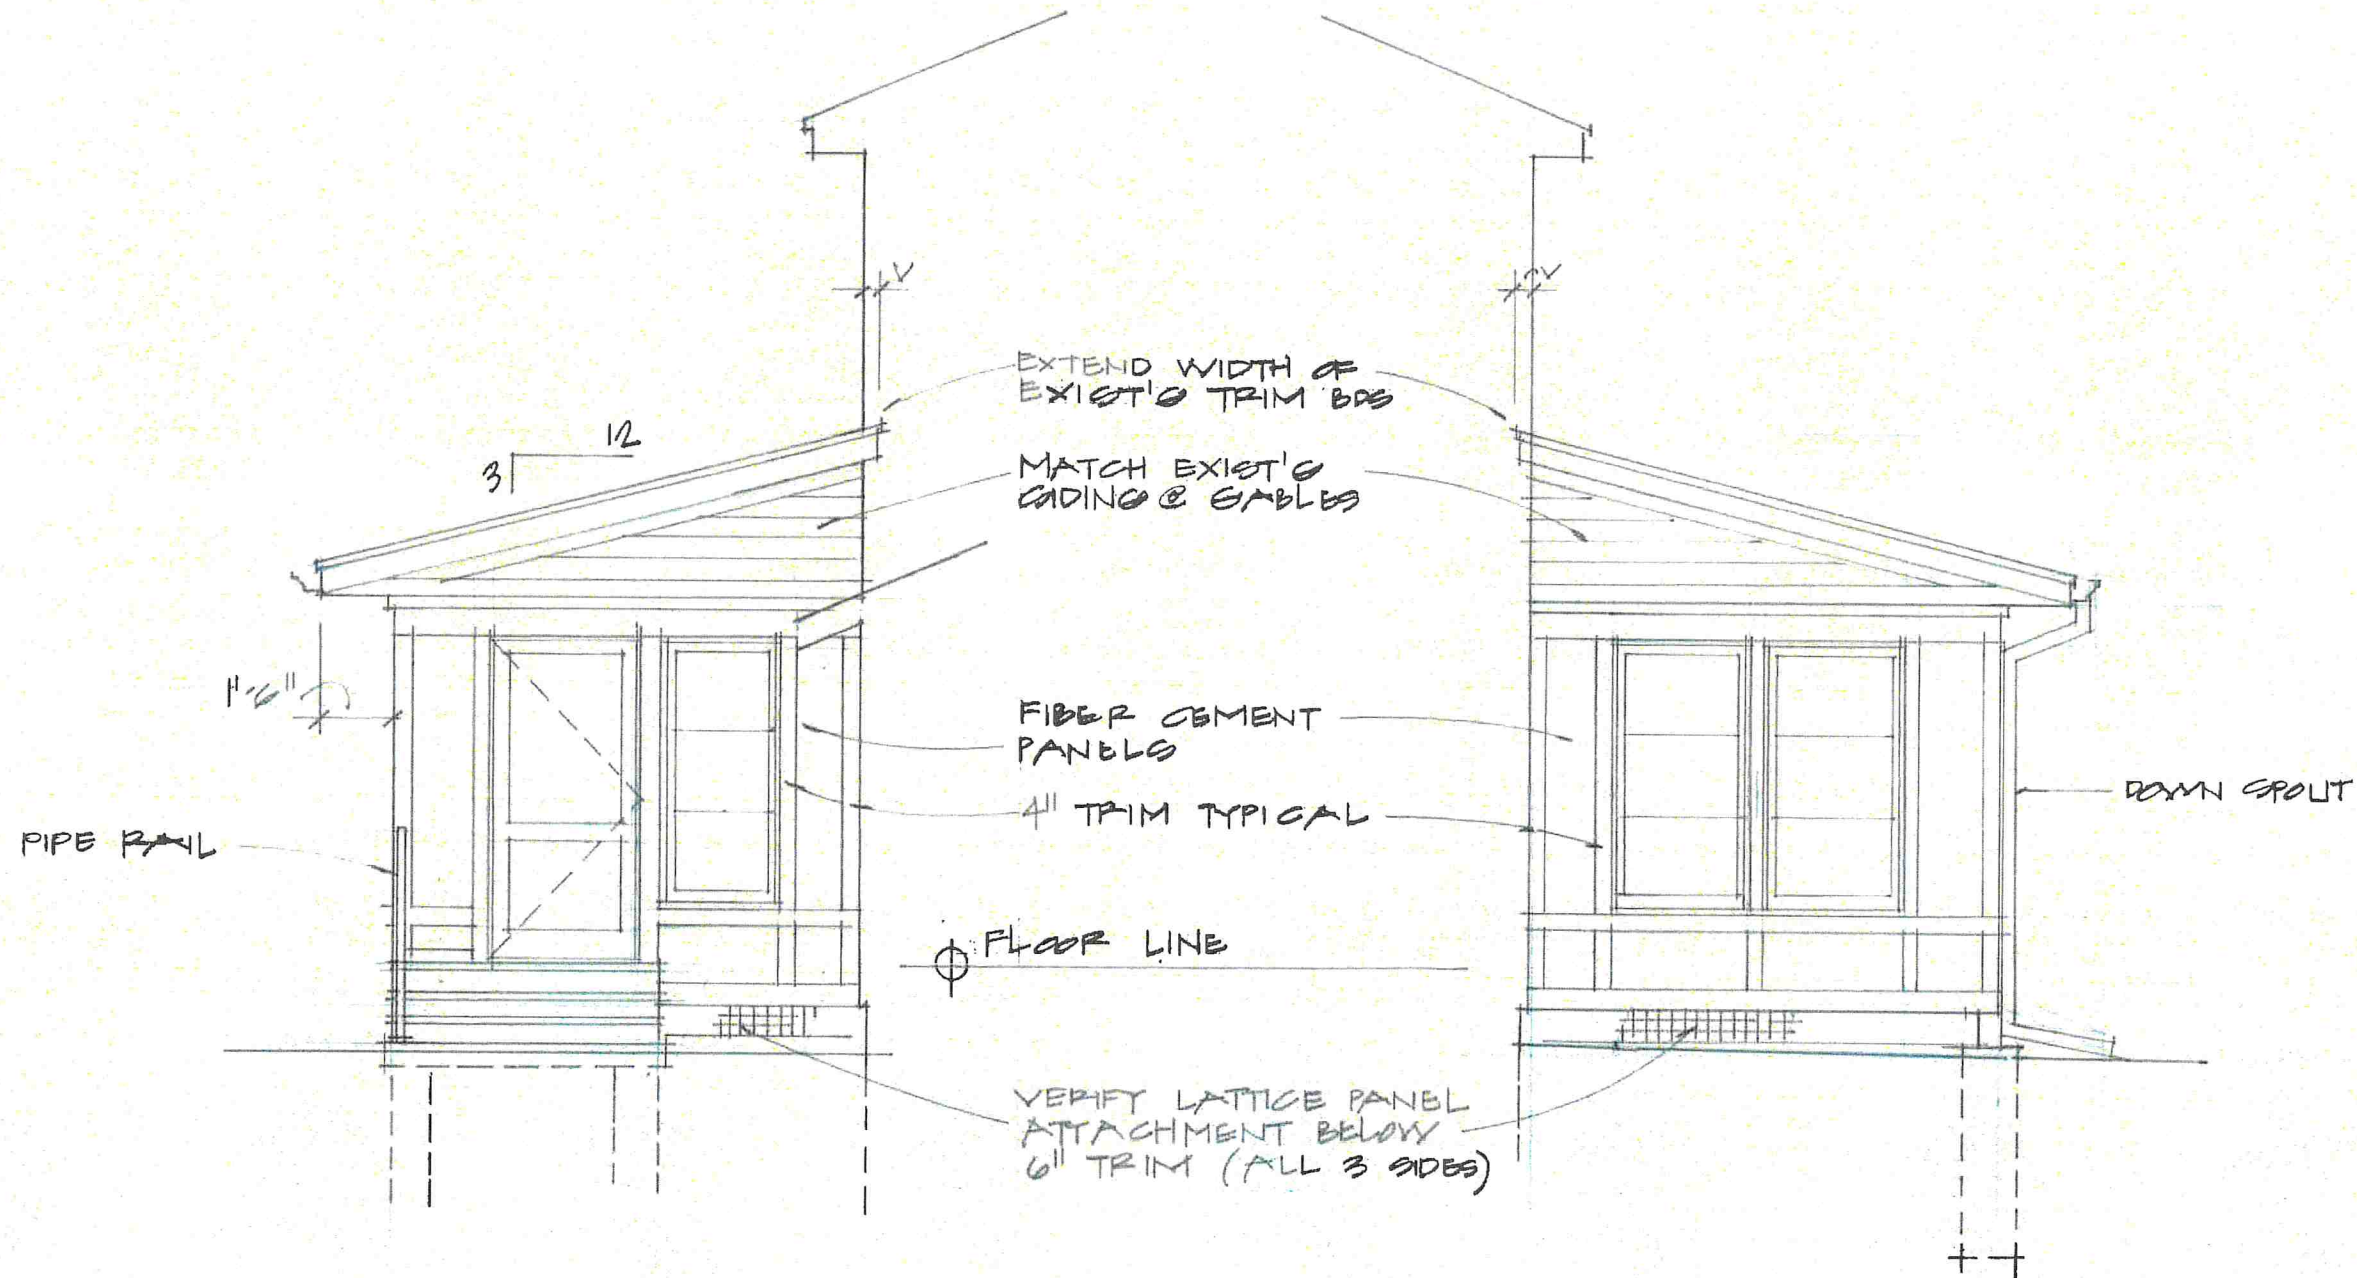 V
V
EXTEND WIDTH OF
EXIST'G TRIM BDS
12
3
MATCH EXIST'G
SIDING @ GABLES
1'-6"
FIBER CEMENT
PANELS
4" TRIM TYPICAL
DOWN SPOUT
PIPE RAIL
FLOOR LINE
VERIFY LATTICE PANEL
ATTACHMENT BELOW
6" TRIM (ALL 3 SIDES)